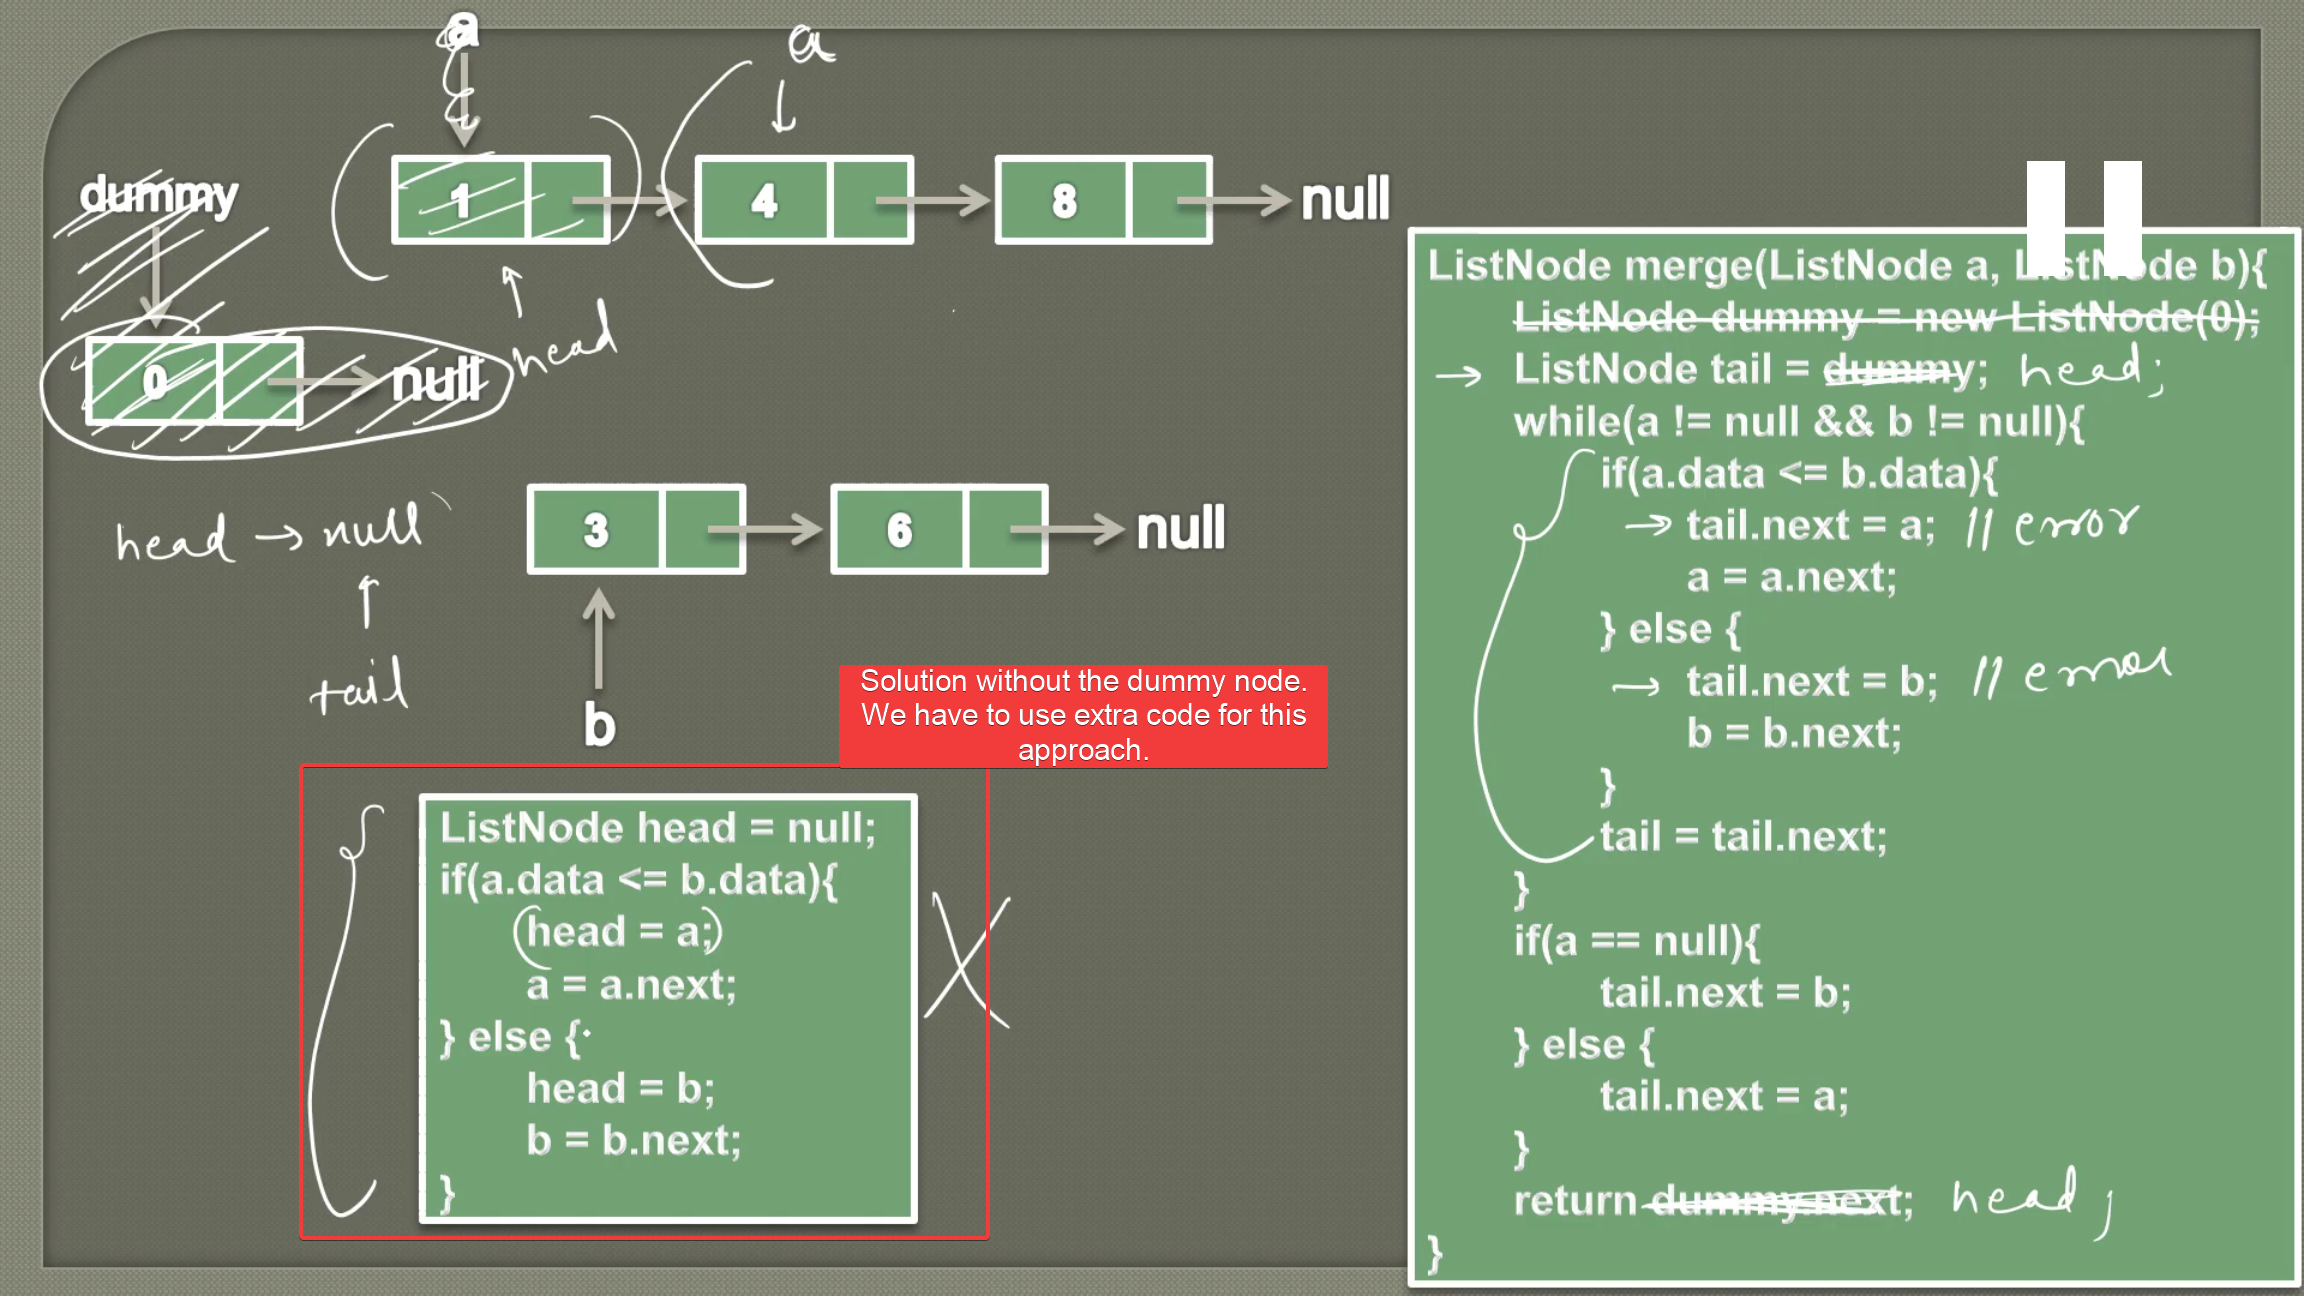 a
a
dummy
1
4
8
null
0
null
head
head → null
tail
3
6
null
b
Solution without the dummy node.
We have to use extra code for this
approach.
ListNode head = null;
if(a.data <= b.data){
(head = a;)
a = a.next;
} else {
head = b;
b = b.next;
}
ListNode merge(ListNode a, ListNode b){
ListNode dummy = new ListNode(0);
→ ListNode tail = dummy; head;
while(a != null && b != null){
if(a.data <= b.data){
→ tail.next = a; // error
a = a.next;
} else {
→ tail.next = b; // error
b = b.next;
}
tail = tail.next;
}
if(a == null){
tail.next = b;
} else {
tail.next = a;
}
return dummy.next; head;
}